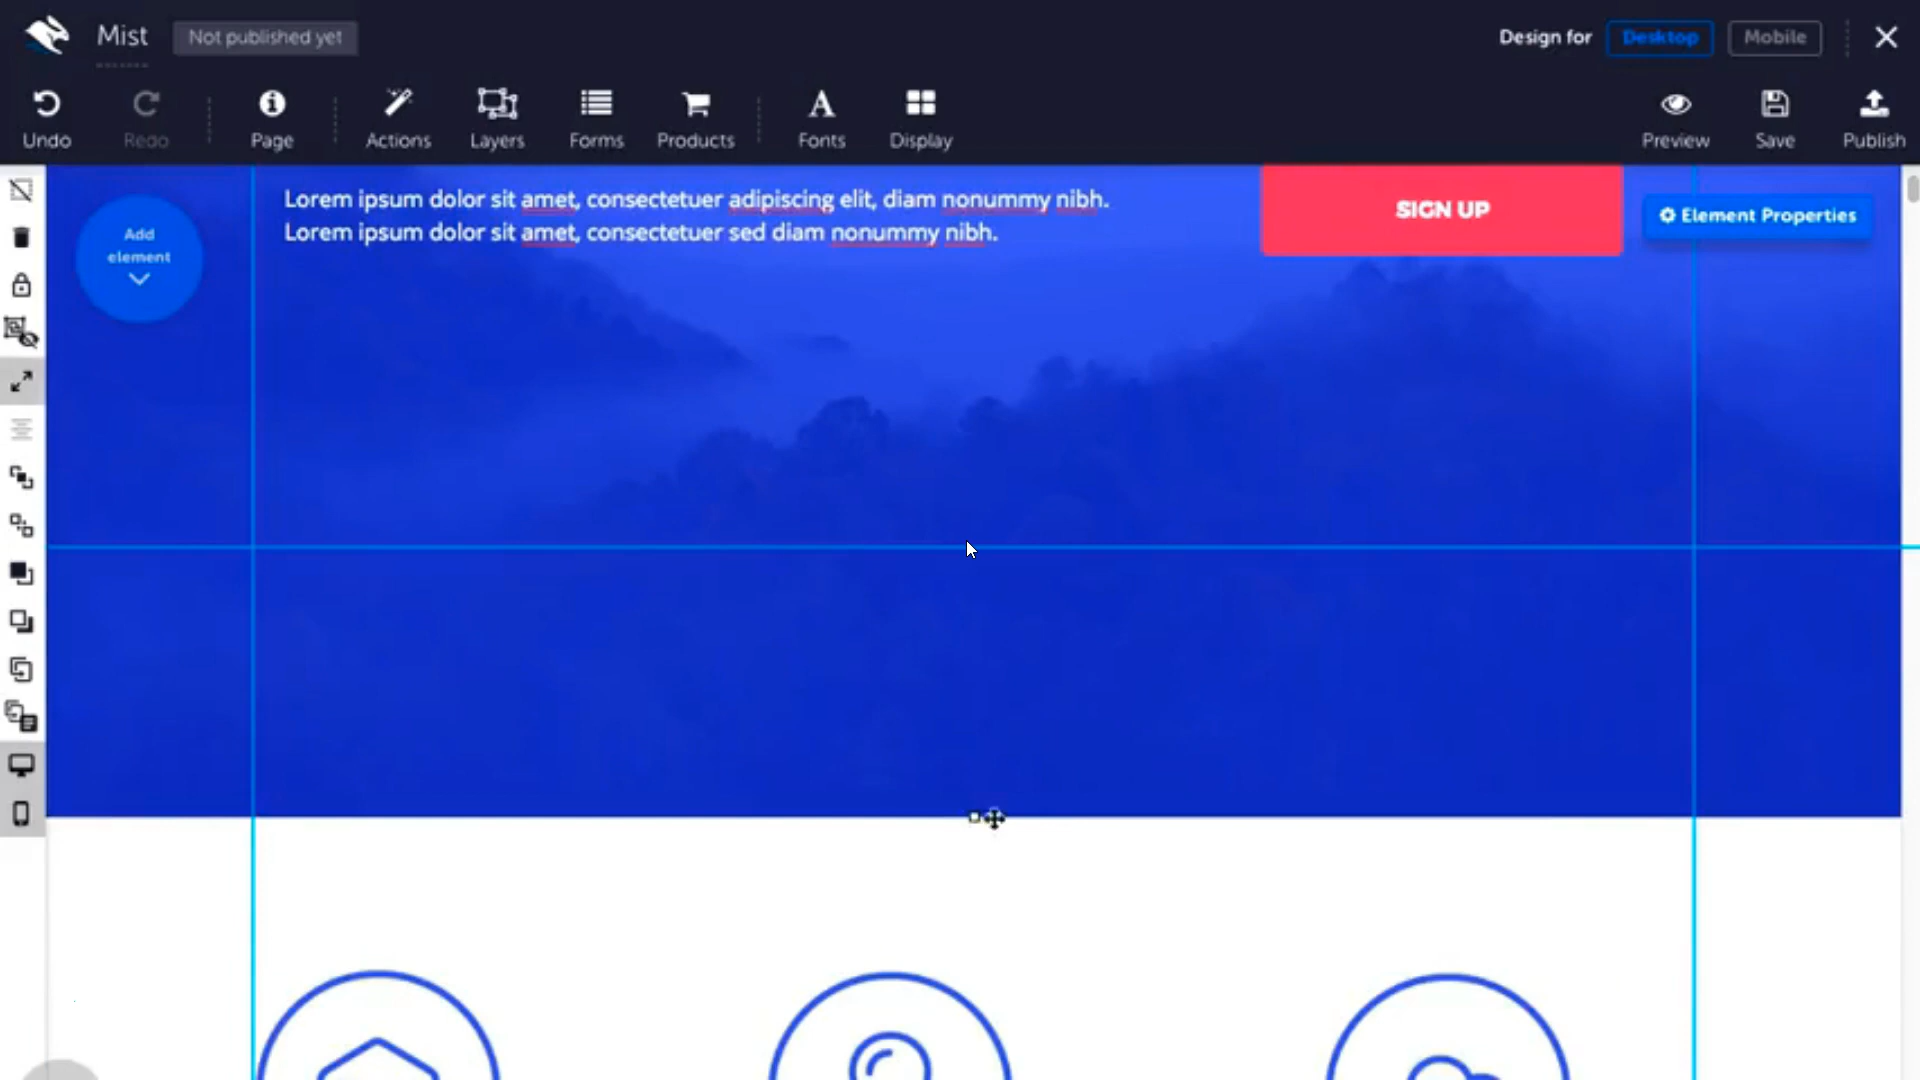 Mist
Not published yet
Design for
Desktop
Mobile
Undo
Redo
Page
Actions
Layers
Forms
Products
Fonts
Display
Preview
Save
Publish
Add
element
Lorem ipsum dolor sit amet, consectetuer adipiscing elit, diam nonummy nibh.
Lorem ipsum dolor sit amet, consectetuer sed diam nonummy nibh.
SIGN UP
Element Properties